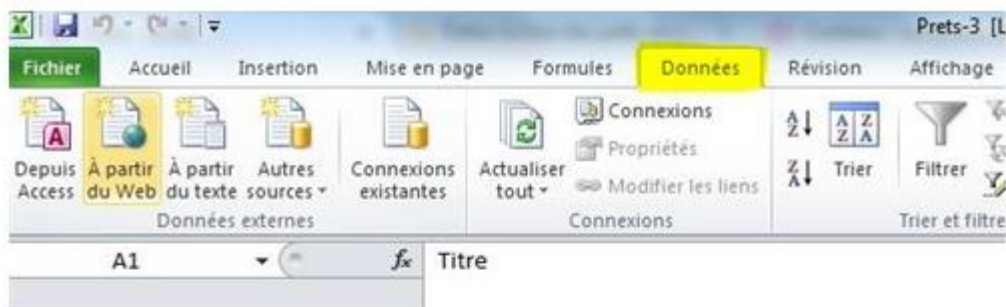 Prets-3 [L
Fichier Accueil Insertion Mise en page Formules Données Révision Affichage
Depuis Access
À partir du Web
À partir du texte
Autres sources
Connexions existantes
Données externes
Actualiser tout
Connexions
Propriétés
Modifier les liens
Connexions
A Z
Z A
A Z Z A
Trier
Filtrer
Trier et filtre
A1 fx Titre